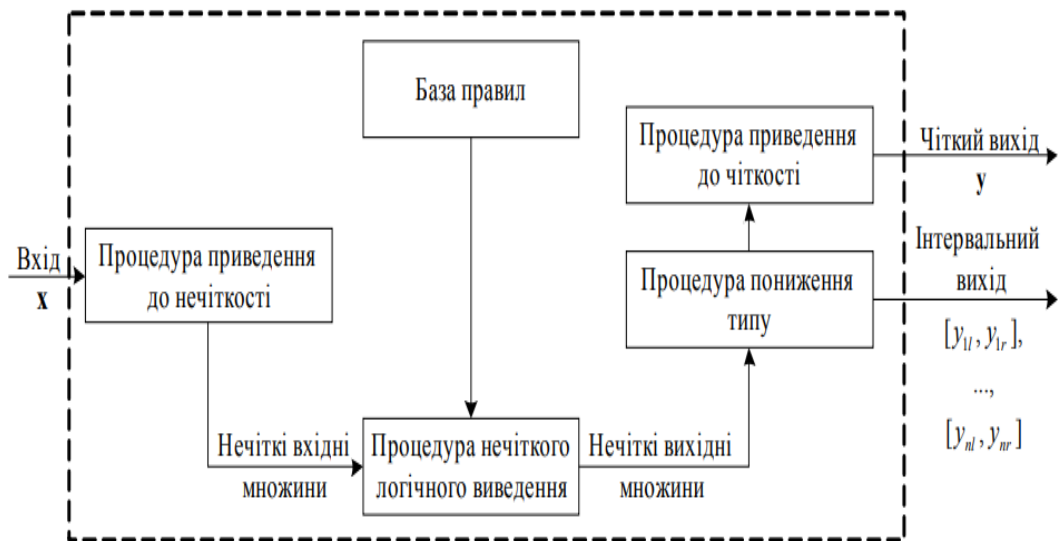 База правил
Процедура приведення
до чіткості
Чіткий вихід
y
Вхід
x
Процедура приведення
до нечіткості
Процедура пониження
типу
Інтервальний
вихід
[y1l, y1r],
...,
[ynl, ynr]
Нечіткі вхідні
множини
Процедура нечіткого
логічного виведення
Нечіткі вихідні
множини